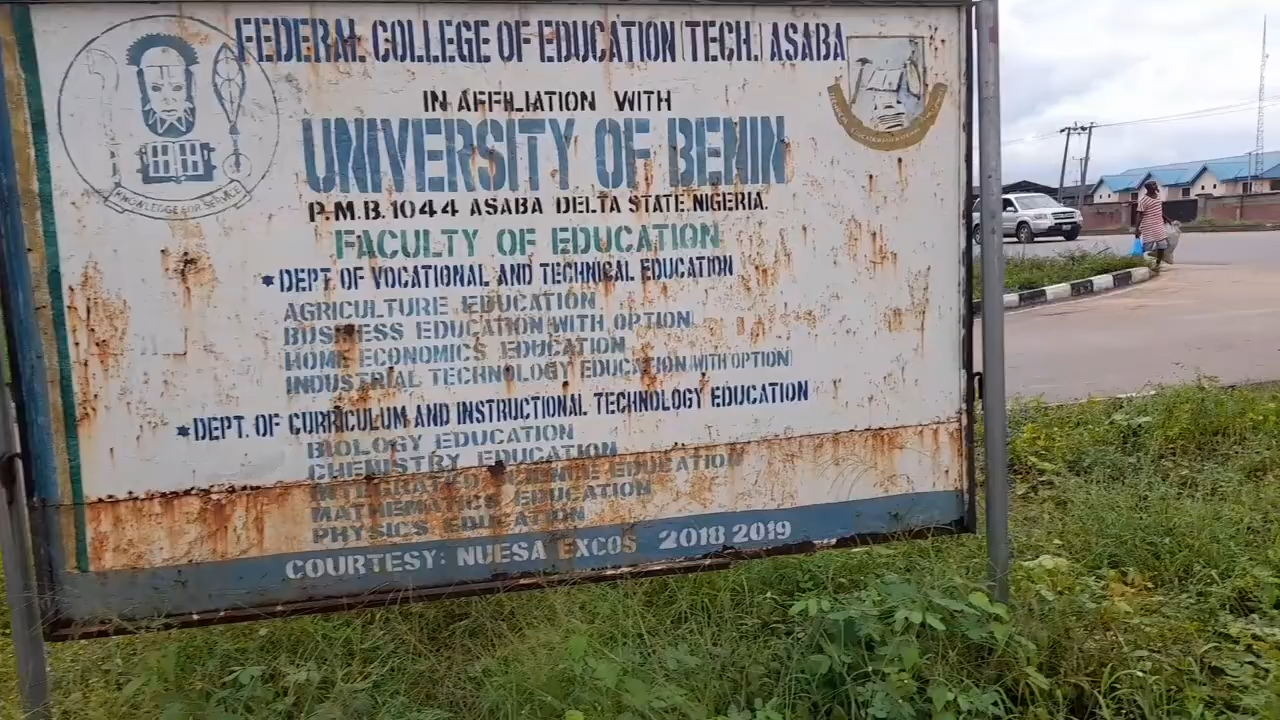 FEDERAL COLLEGE OF EDUCATION (TECH.) ASABA
IN AFFILIATION WITH
UNIVERSITY OF BENIN
P.M.B. 1044 ASABA DELTA STATE, NIGERIA.
FACULTY OF EDUCATION
*DEPT OF VOCATIONAL AND TECHNICAL EDUCATION
AGRICULTURE EDUCATION
BUSINESS EDUCATION WITH OPTION
HOME ECONOMICS EDUCATION
INDUSTRIAL TECHNOLOGY EDUCATION (WITH OPTION)
*DEPT. OF CURRICULUM AND INSTRUCTIONAL TECHNOLOGY EDUCATION
BIOLOGY EDUCATION
CHEMISTRY EDUCATION
INTEGRATED SCIENCE EDUCATION
MATHEMATICS EDUCATION
PHYSICS EDUCATION
COURTESY: NUESA EXCOS 2018 2019
KNOWLEDGE FOR SERVICE